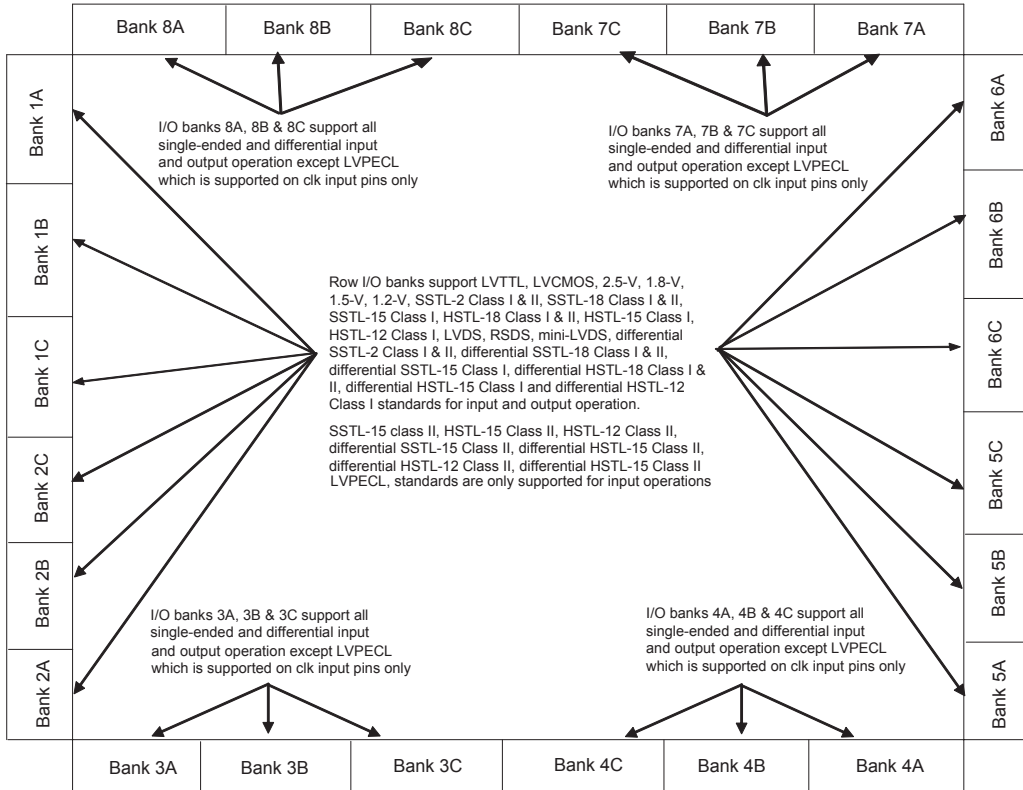 Bank 8A
Bank 8B
Bank 8C
Bank 7C
Bank 7B
Bank 7A
Bank 1A
Bank 1B
Bank 1C
Bank 2C
Bank 2B
Bank 2A
I/O banks 8A, 8B & 8C support all
single-ended and differential input
and output operation except LVPECL
which is supported on clk input pins only
I/O banks 7A, 7B & 7C support all
single-ended and differential input
and output operation except LVPECL
which is supported on clk input pins only
Row I/O banks support LVTTL, LVCMOS, 2.5-V, 1.8-V,
1.5-V, 1.2-V, SSTL-2 Class I & II, SSTL-18 Class I & II,
SSTL-15 Class I, HSTL-18 Class I & II, HSTL-15 Class I,
HSTL-12 Class I, LVDS, RSDS, mini-LVDS, differential
SSTL-2 Class I & II, differential SSTL-18 Class I & II,
differential SSTL-15 Class I, differential HSTL-18 Class I &
II, differential HSTL-15 Class I and differential HSTL-12
Class I standards for input and output operation.
SSTL-15 class II, HSTL-15 Class II, HSTL-12 Class II,
differential SSTL-15 Class II, differential HSTL-15 Class II,
differential HSTL-12 Class II, differential HSTL-15 Class II
LVPECL, standards are only supported for input operations
I/O banks 3A, 3B & 3C support all
single-ended and differential input
and output operation except LVPECL
which is supported on clk input pins only
I/O banks 4A, 4B & 4C support all
single-ended and differential input
and output operation except LVPECL
which is supported on clk input pins only
Bank 6A
Bank 6B
Bank 6C
Bank 5C
Bank 5B
Bank 5A
Bank 3A
Bank 3B
Bank 3C
Bank 4C
Bank 4B
Bank 4A